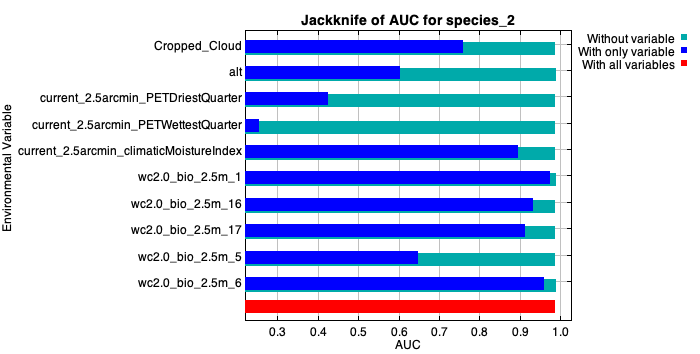 Jackknife of AUC for species_2
Without variable
With only variable
With all variables
Environmental Variable
Cropped_Cloud
alt
current_2.5arcmin_PETDriestQuarter
current_2.5arcmin_PETWettestQuarter
current_2.5arcmin_climaticMoistureIndex
wc2.0_bio_2.5m_1
wc2.0_bio_2.5m_16
wc2.0_bio_2.5m_17
wc2.0_bio_2.5m_5
wc2.0_bio_2.5m_6
0.3 0.4 0.5 0.6 0.7 0.8 0.9 1.0
AUC